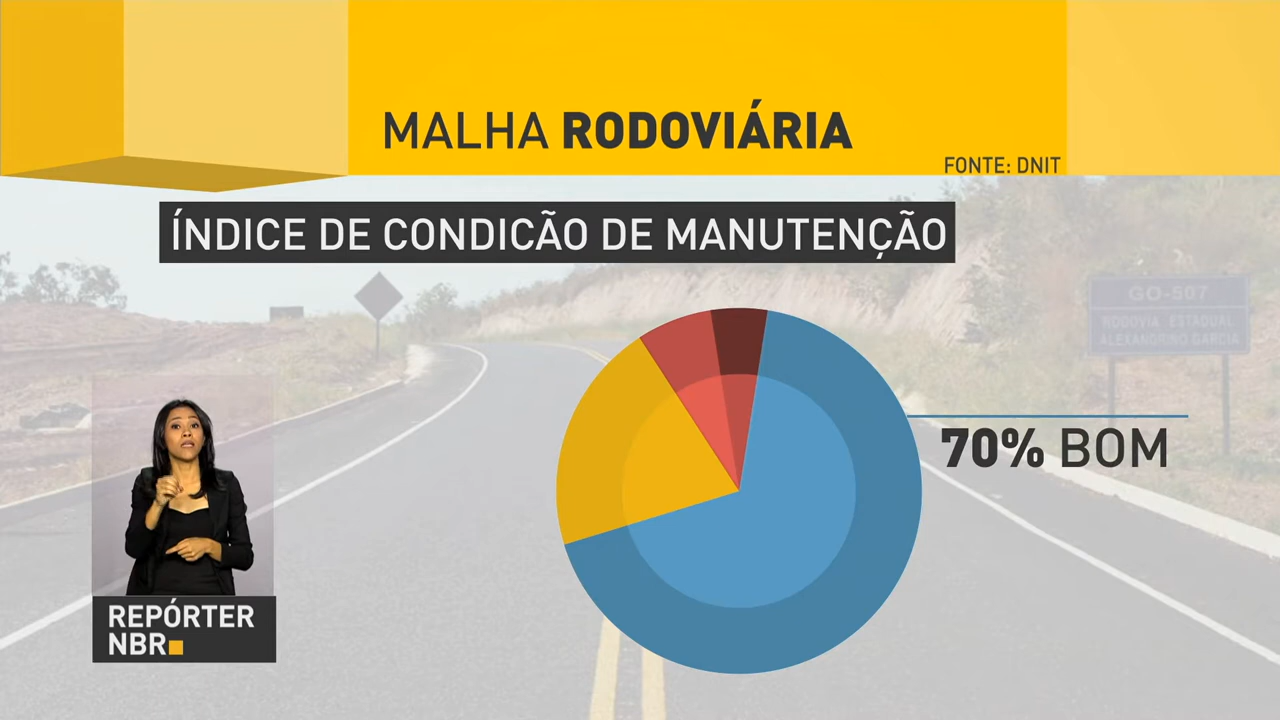 MALHA RODOVIÁRIA
FONTE: DNIT
ÍNDICE DE CONDICÃO DE MANUTENÇÃO
GO-507
RODOVIA ESTADUAL
ALEXANDRINO GARCIA
70% BOM
REPÓRTER
NBR